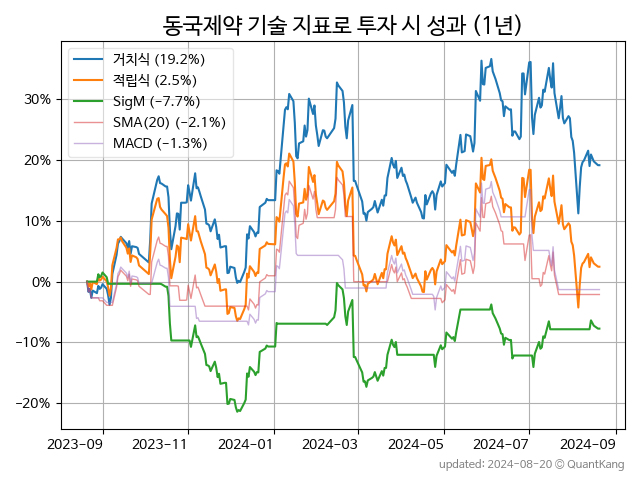 동국제약 기술 지표로 투자 시 성과 (1년)
거치식 (19.2%)
적립식 (2.5%)
SigM (−7.7%)
SMA(20) (−2.1%)
MACD (−1.3%)
30%
20%
10%
0%
−10%
−20%
2023-09
2023-11
2024-01
2024-03
2024-05
2024-07
2024-09
updated: 2024-08-20 © QuantKang